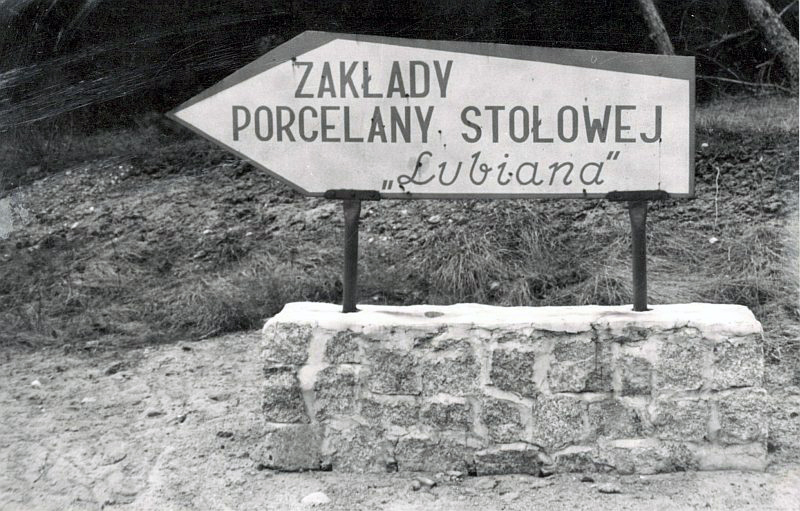 ZAKŁADY
PORCELANY STOŁOWEJ
„Lubiana”